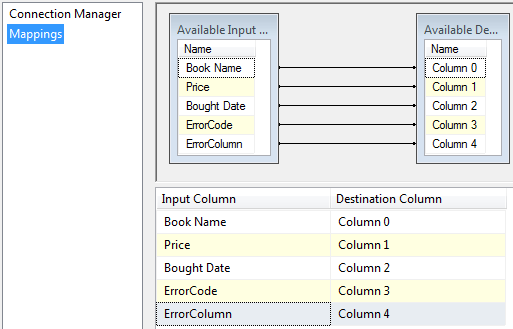 Connection Manager
Mappings
Available Input ...
Name
Book Name
Price
Bought Date
ErrorCode
ErrorColumn
Available De...
Name
Column 0
Column 1
Column 2
Column 3
Column 4
Input Column Destination Column
Book Name Column 0
Price Column 1
Bought Date Column 2
ErrorCode Column 3
ErrorColumn Column 4